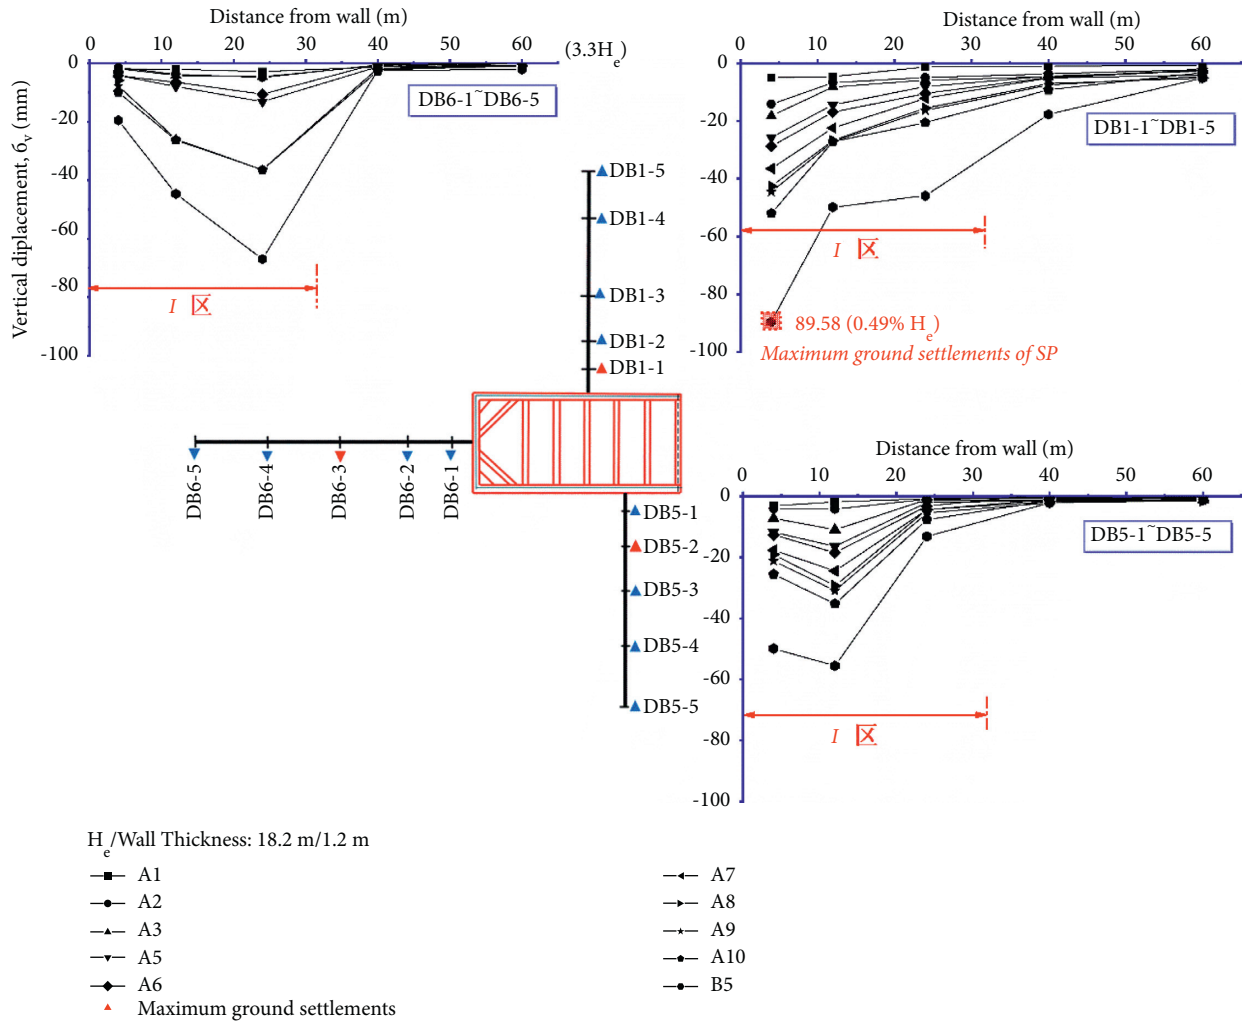 Distance from wall (m)
0 10 20 30 40 50 60 (3.3Hₑ)
0
-20
-40
-60
-80
-100
Vertical diplacement, б_v (mm)
DB6-1~DB6-5
I 区
Distance from wall (m)
0 10 20 30 40 50 60
0
-20
-40
-60
-80
-100
DB1-1~DB1-5
I 区
89.58 (0.49% Hₑ)
Maximum ground settlements of SP
DB1-5
DB1-4
DB1-3
DB1-2
DB1-1
DB6-5
DB6-4
DB6-3
DB6-2
DB6-1
DB5-1
DB5-2
DB5-3
DB5-4
DB5-5
Distance from wall (m)
0 10 20 30 40 50 60
0
-20
-40
-60
-80
-100
DB5-1~DB5-5
I 区
Hₑ/Wall Thickness: 18.2 m/1.2 m
A1
A2
A3
A5
A6
Maximum ground settlements
A7
A8
A9
A10
B5